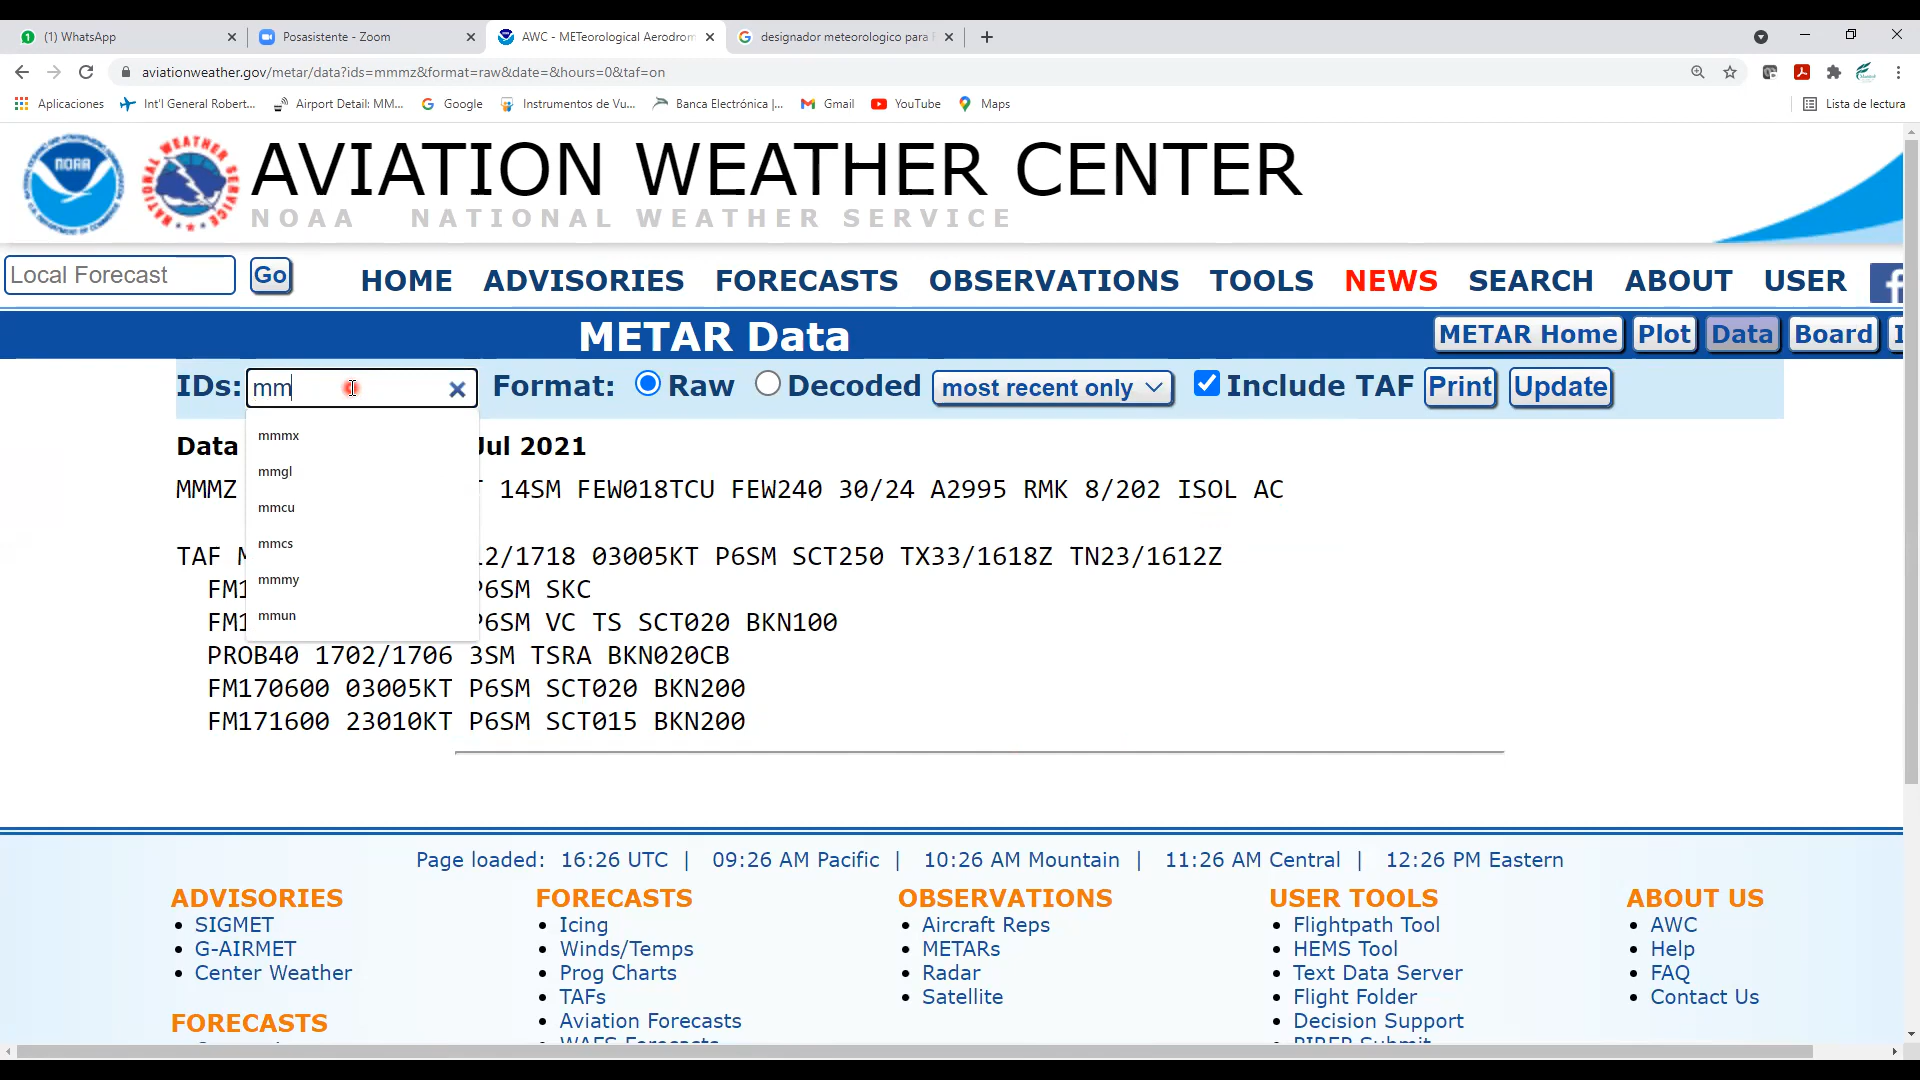 (1) WhatsApp
Posasistente - Zoom
AWC - METeorological Aerodrom
designador meteorologico para
aviationweather.gov/metar/data?ids=mmmz&format=raw&date=&hours=0&taf=on
Aplicaciones
Int'l General Robert...
Airport Detail: MM...
Google
Instrumentos de Vu...
Banca Electrónica |...
Gmail
YouTube
Maps
Lista de lectura
NOAA
AVIATION WEATHER CENTER
NOAA NATIONAL WEATHER SERVICE
Local Forecast
Go
HOME
ADVISORIES
FORECASTS
OBSERVATIONS
TOOLS
NEWS
SEARCH
ABOUT
USER
METAR Data
METAR Home
Plot
Data
Board
IDs:
mm
Format:
Raw
Decoded
most recent only
Include TAF
Print
Update
mmmx
mmgl
mmcu
mmcs
mmmy
mmun
Data Jul 2021
MMMZ 14SM FEW018TCU FEW240 30/24 A2995 RMK 8/202 ISOL AC
TAF 12/1718 03005KT P6SM SCT250 TX33/1618Z TN23/1612Z
FM1 P6SM SKC
FM1 P6SM VC TS SCT020 BKN100
PROB40 1702/1706 3SM TSRA BKN020CB
FM170600 03005KT P6SM SCT020 BKN200
FM171600 23010KT P6SM SCT015 BKN200
Page loaded: 16:26 UTC | 09:26 AM Pacific | 10:26 AM Mountain | 11:26 AM Central | 12:26 PM Eastern
ADVISORIES
SIGMET
G-AIRMET
Center Weather
FORECASTS
FORECASTS
Icing
Winds/Temps
Prog Charts
TAFs
Aviation Forecasts
WAFS Forecasts
OBSERVATIONS
Aircraft Reps
METARs
Radar
Satellite
USER TOOLS
Flightpath Tool
HEMS Tool
Text Data Server
Flight Folder
Decision Support
PIREP Submit
ABOUT US
AWC
Help
FAQ
Contact Us